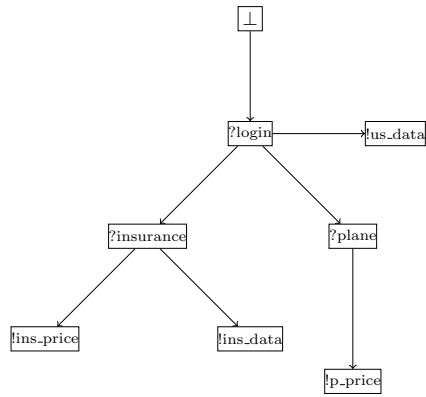 ⊥
?login
!us_data
?insurance
?plane
!ins_price
!ins_data
!p_price